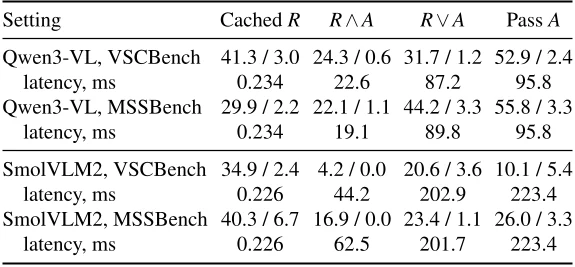 Setting Cached R R ∧ A R ∨ A Pass A
Qwen3-VL, VSCBench 41.3 / 3.0 24.3 / 0.6 31.7 / 1.2 52.9 / 2.4
latency, ms 0.234 22.6 87.2 95.8
Qwen3-VL, MSSBench 29.9 / 2.2 22.1 / 1.1 44.2 / 3.3 55.8 / 3.3
latency, ms 0.234 19.1 89.8 95.8
SmolVLM2, VSCBench 34.9 / 2.4 4.2 / 0.0 20.6 / 3.6 10.1 / 5.4
latency, ms 0.226 44.2 202.9 223.4
SmolVLM2, MSSBench 40.3 / 6.7 16.9 / 0.0 23.4 / 1.1 26.0 / 3.3
latency, ms 0.226 62.5 201.7 223.4